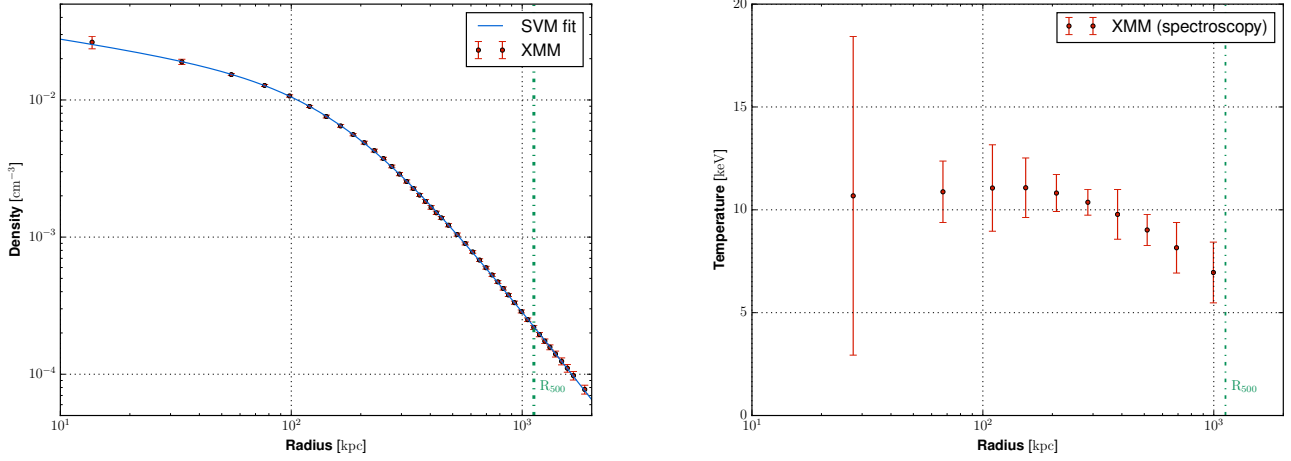 SVM fit
XMM
10⁻²
10⁻³
10⁻⁴
Density [cm⁻³]
R₅₀₀
10¹
10²
10³
Radius [kpc]
XMM (spectroscopy)
20
15
10
5
0
Temperature [keV]
R₅₀₀
10¹
10²
10³
Radius [kpc]